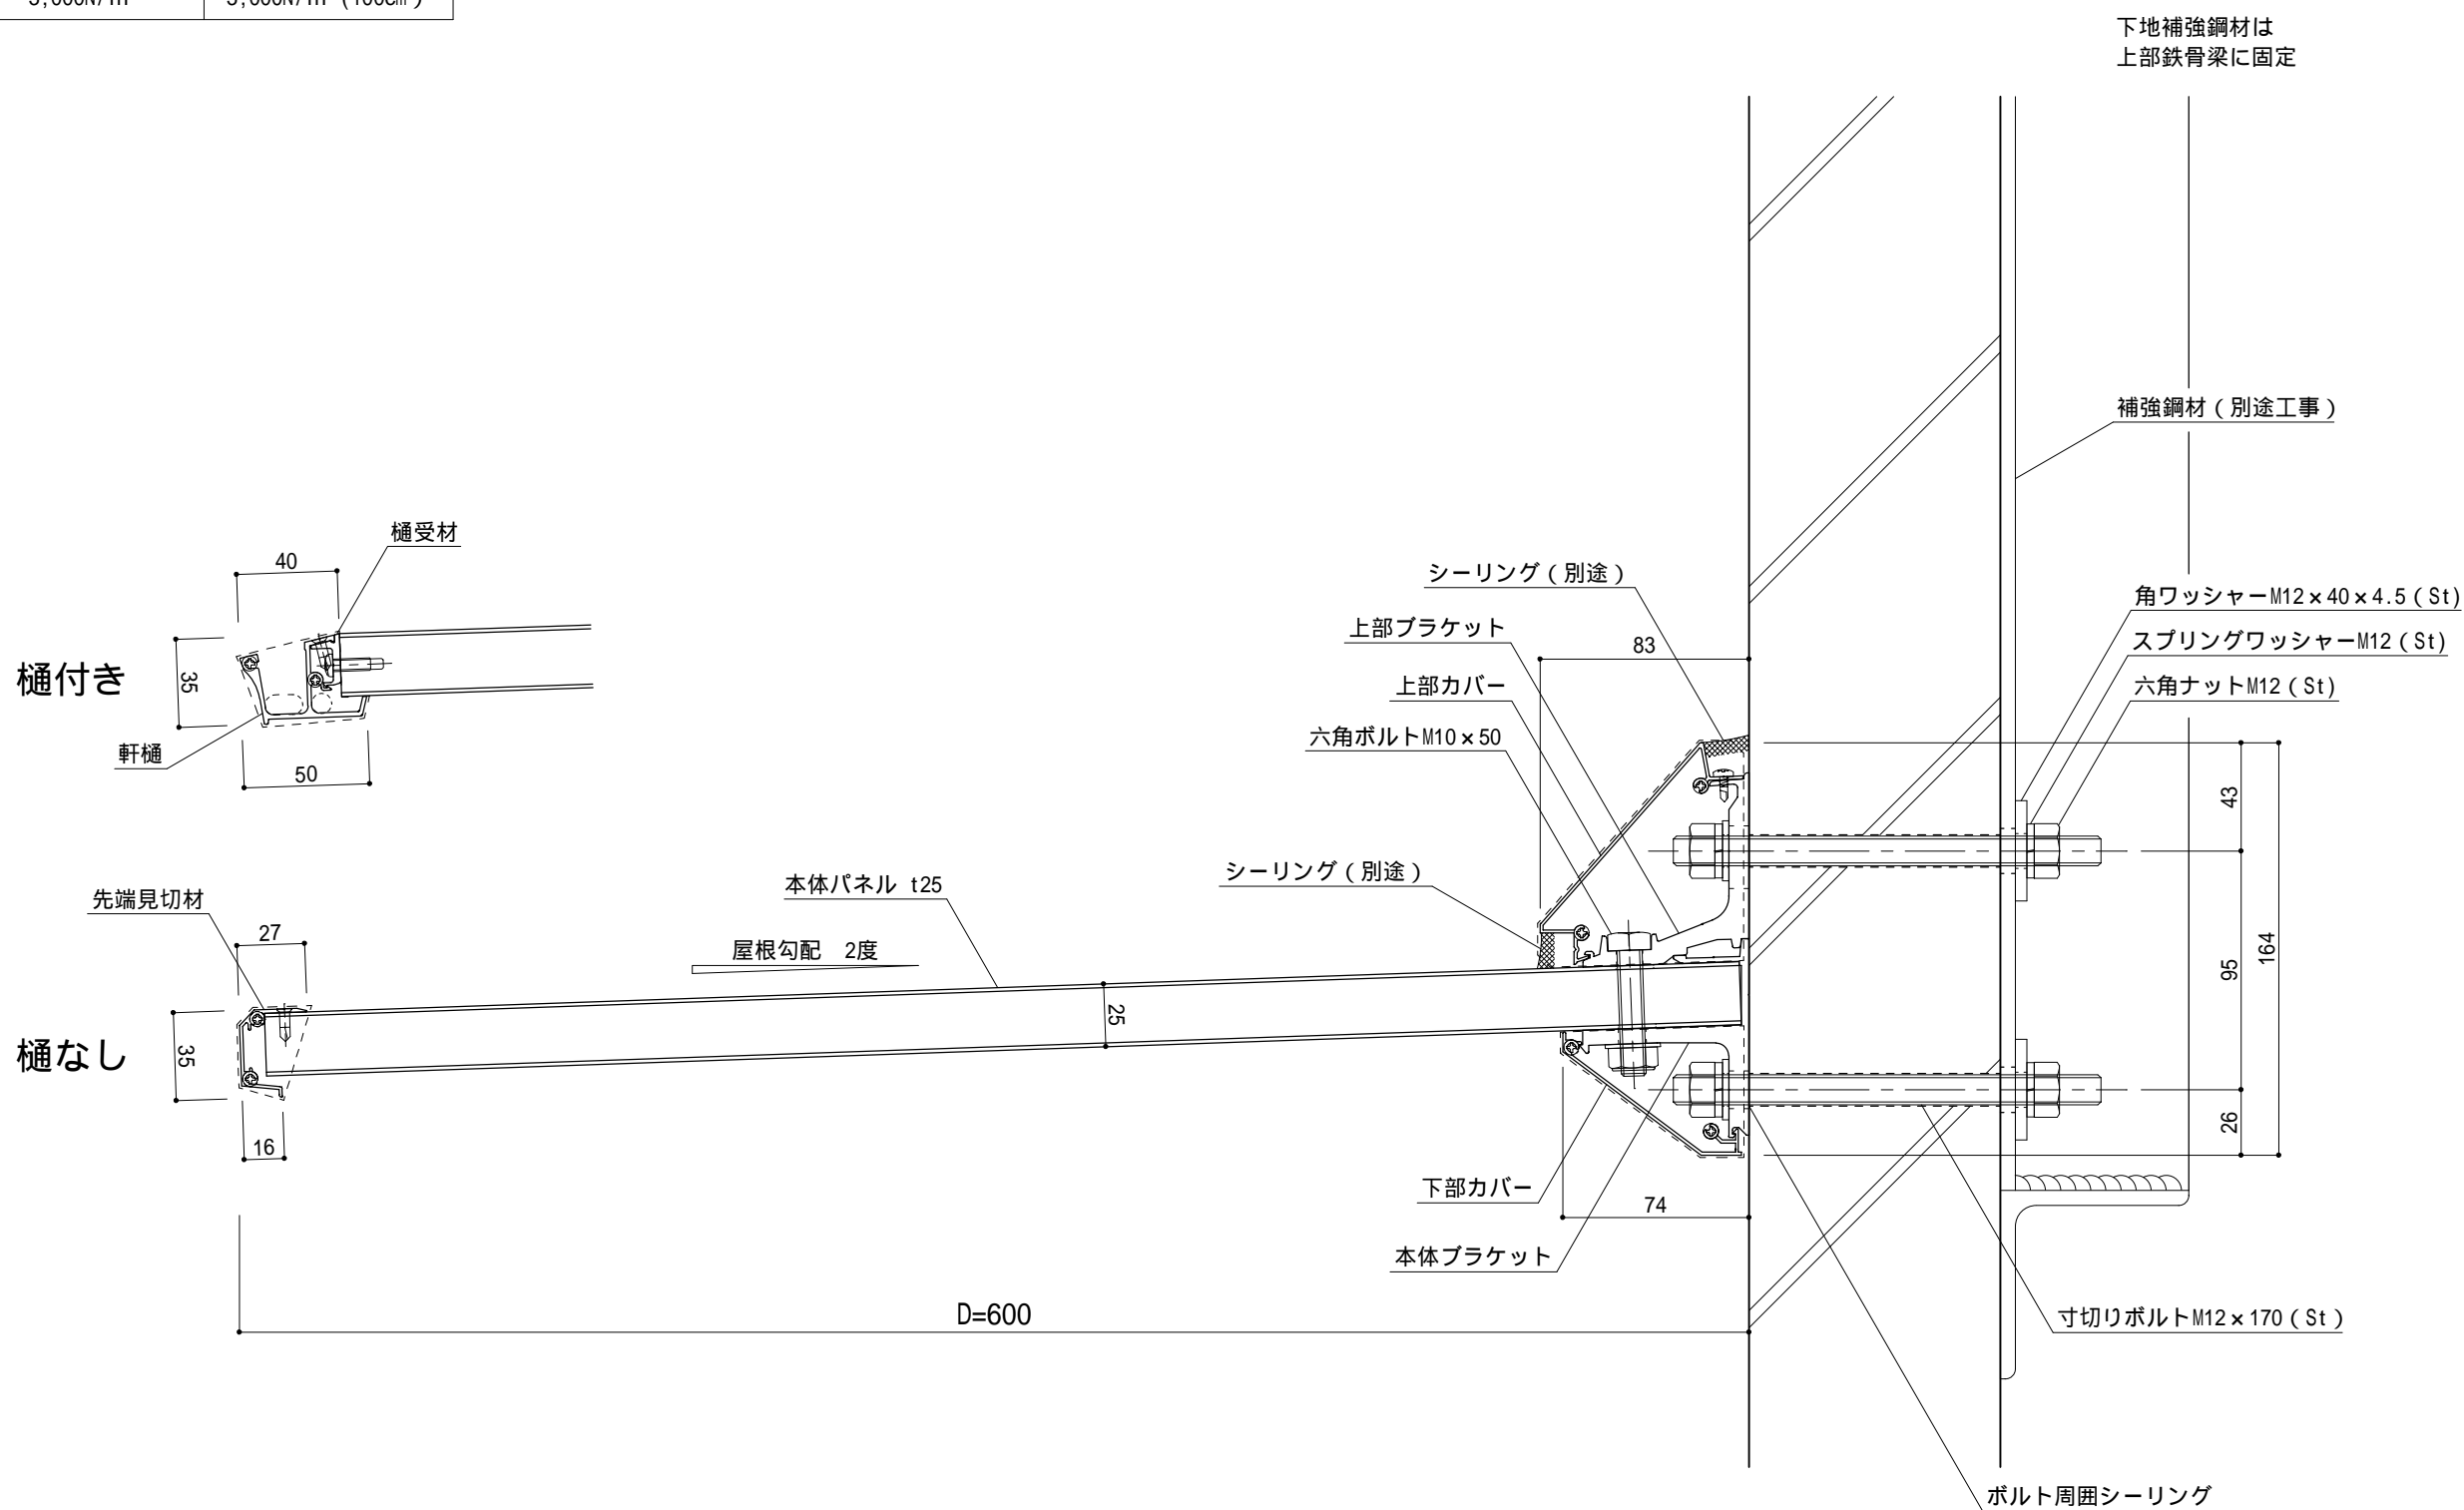 下地補強鋼材は
上部鉄骨梁に固定
補強鋼材（別途工事）
樋受材
40
シーリング（別途）
角ワッシャーM12×40×4.5（St）
上部ブラケット
スプリングワッシャーM12（St）
83
樋付き
35
上部カバー
六角ナットM12（St）
六角ボルトM10×50
軒樋
50
43
シーリング（別途）
本体パネル t25
先端見切材
27
屋根勾配 2度
95
164
25
樋なし
35
16
26
下部カバー
74
本体ブラケット
D=600
寸切りボルトM12×170（St）
ボルト周囲シーリング